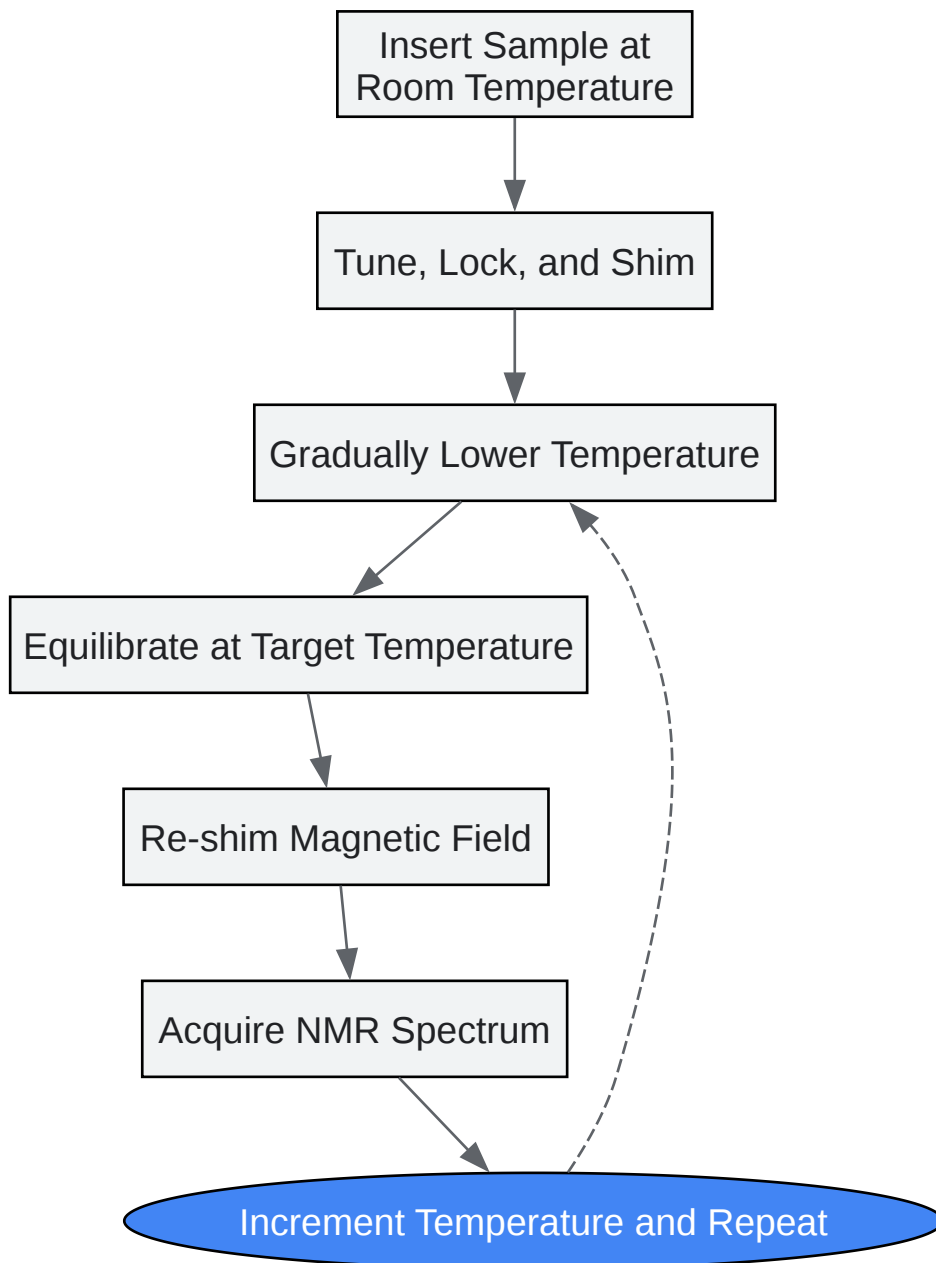 Insert Sample at
Room Temperature
Tune, Lock, and Shim
Gradually Lower Temperature
Equilibrate at Target Temperature
Re-shim Magnetic Field
Acquire NMR Spectrum
Increment Temperature and Repeat